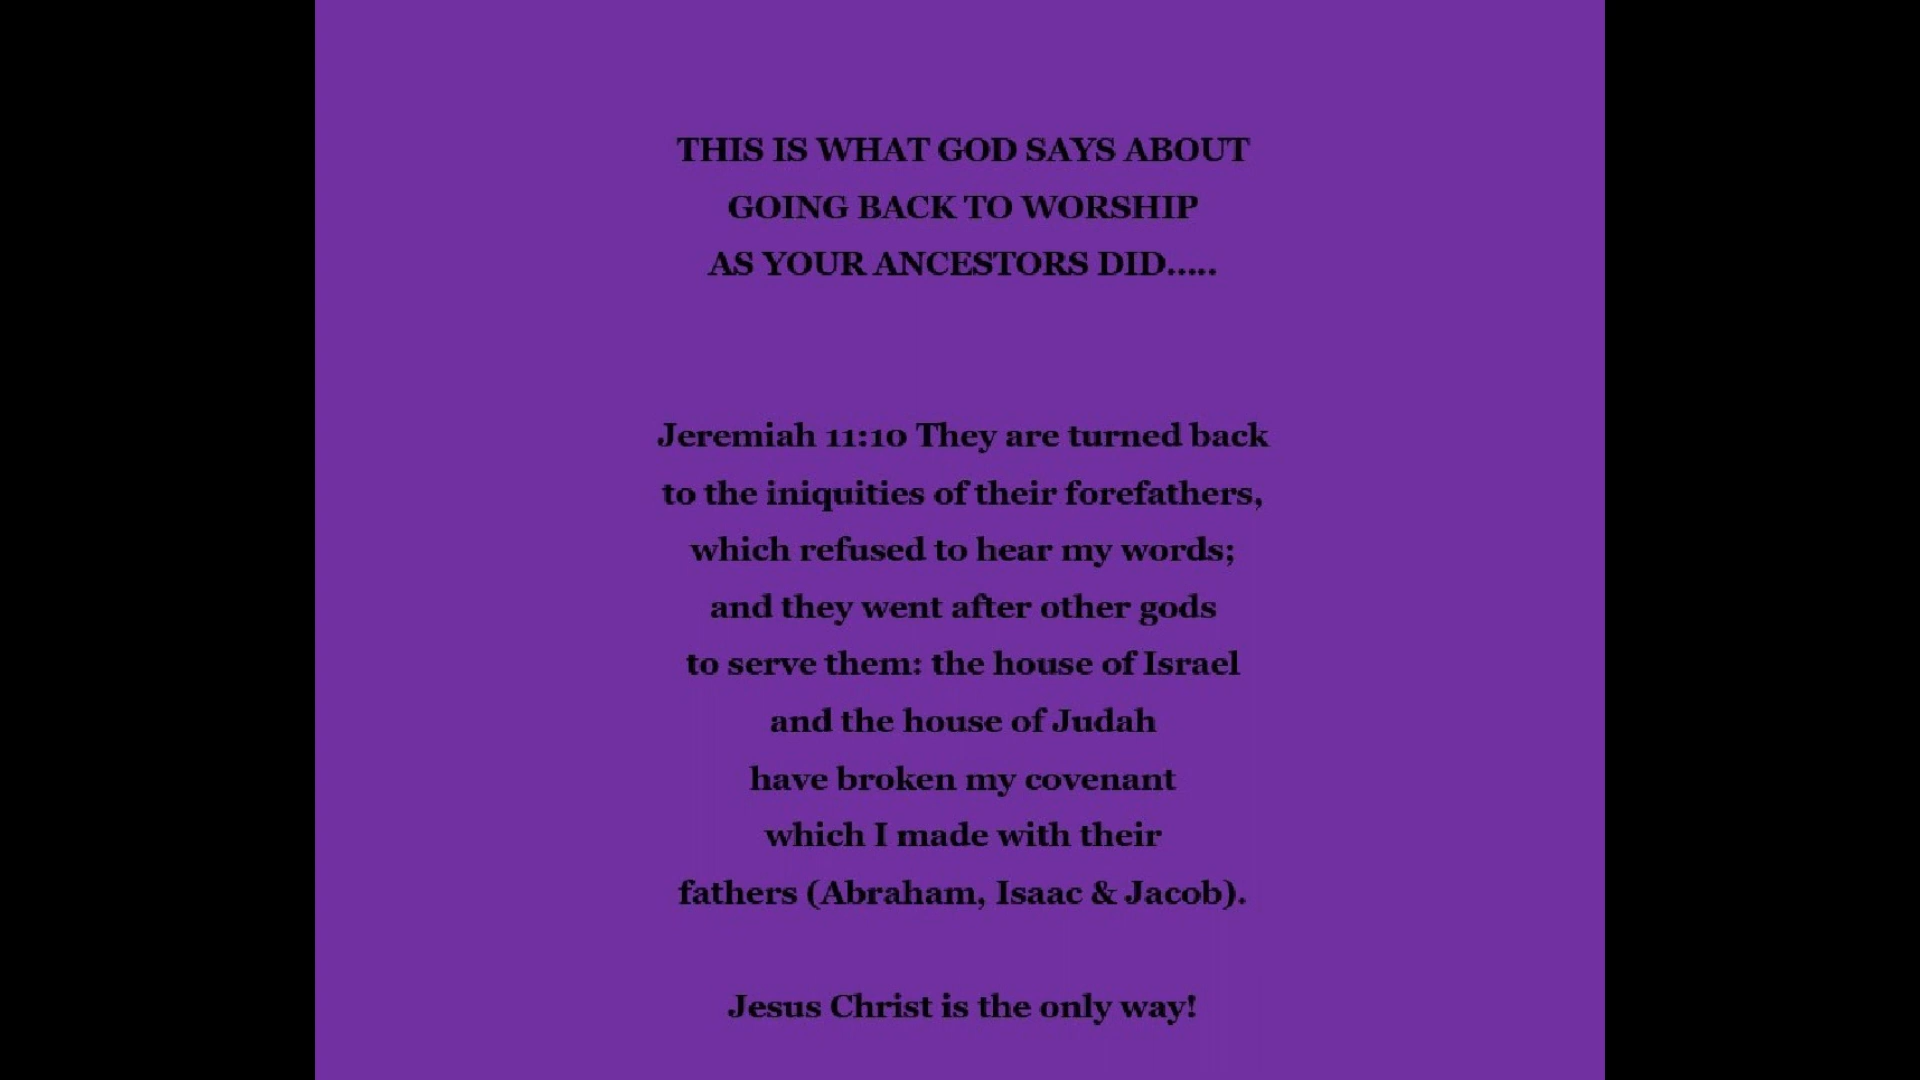 THIS IS WHAT GOD SAYS ABOUT
GOING BACK TO WORSHIP
AS YOUR ANCESTORS DID.....
Jeremiah 11:10 They are turned back
to the iniquities of their forefathers,
which refused to hear my words;
and they went after other gods
to serve them: the house of Israel
and the house of Judah
have broken my covenant
which I made with their
fathers (Abraham, Isaac & Jacob).
Jesus Christ is the only way!